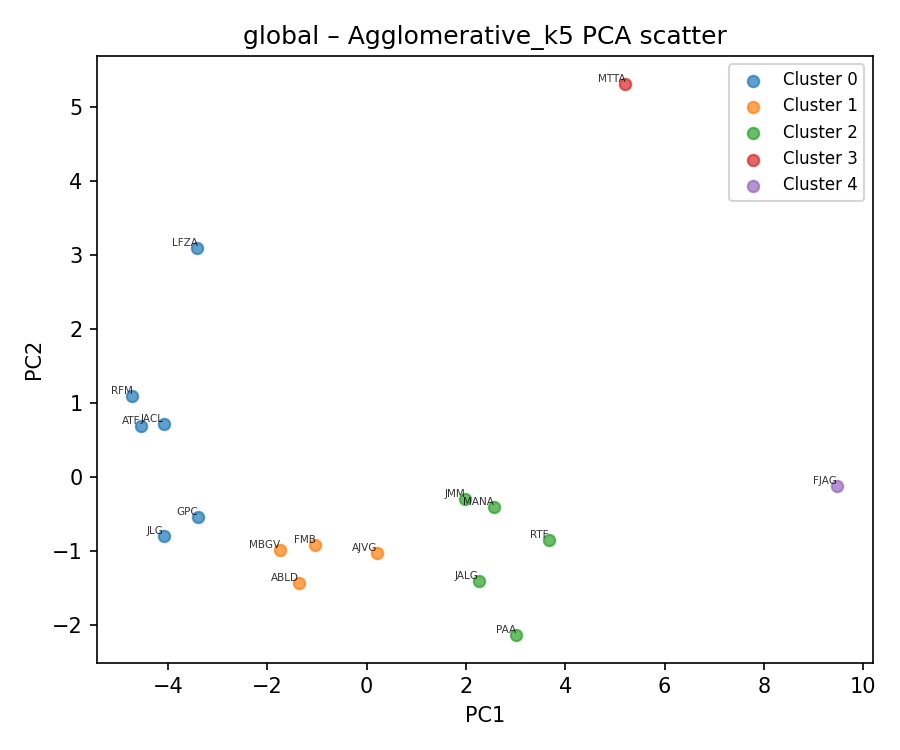 global – Agglomerative_k5 PCA scatter
MTTA
Cluster 0
Cluster 1
Cluster 2
Cluster 3
Cluster 4
5
4
3
2
1
0
−1
−2
PC2
LFZA
RFM
ATF
JACL
GPC
JLG
MBGV
FMB
AJVG
ABLD
JMM
MANA
RTF
JALG
PAA
FJAG
−4
−2
0
2
4
6
8
10
PC1